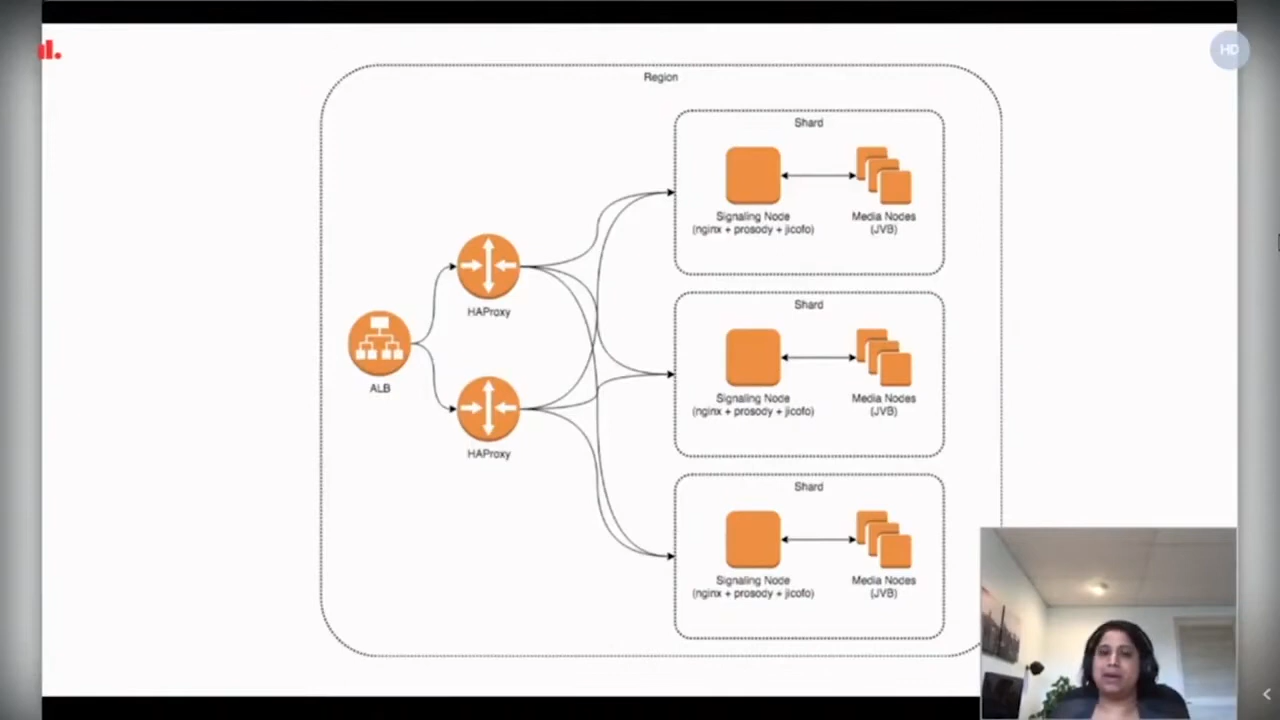 Region
HD
Shard
Signaling Node
(nginx + prosody + jicofo)
Media Nodes
(JVB)
HAProxy
Shard
ALB
Signaling Node
(nginx + prosody + jicofo)
Media Nodes
(JVB)
HAProxy
Shard
Signaling Node
(nginx + prosody + jicofo)
Media Nodes
(JVB)